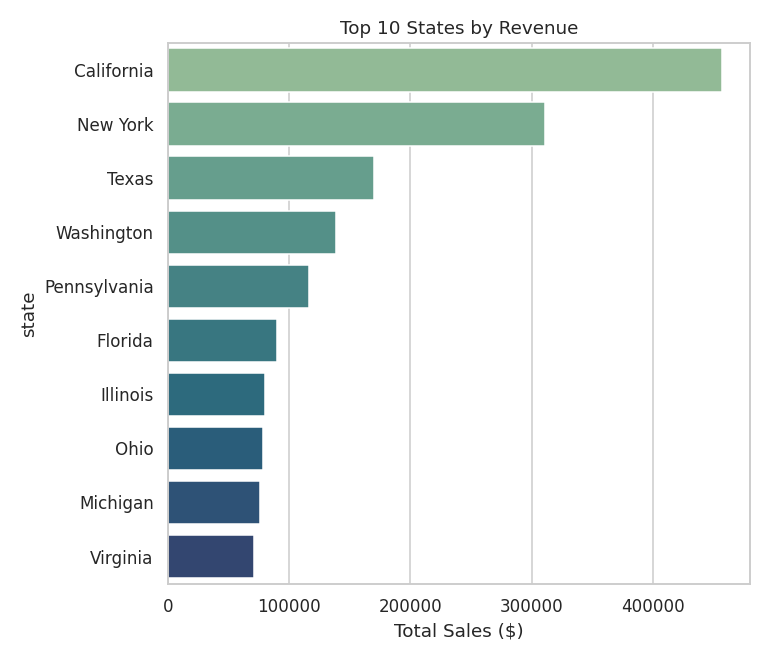 Top 10 States by Revenue
California
New York
Texas
Washington
Pennsylvania
Florida
Illinois
Ohio
Michigan
Virginia
state
0 100000 200000 300000 400000
Total Sales ($)